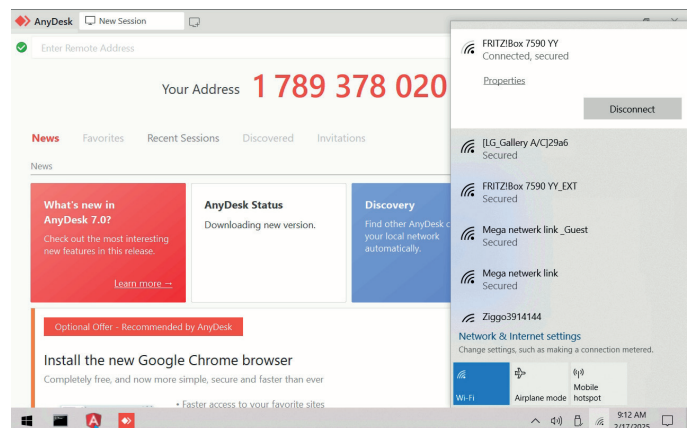 AnyDesk
New Session
Enter Remote Address
Your Address 1 789 378 020
News Favorites Recent Sessions Discovered Invitations
News
What's new in
AnyDesk 7.0?
Check out the most interesting
new features in this release.
Learn more →
AnyDesk Status
Downloading new version.
Discovery
Find other AnyDesk c
your local network
automatically.
Optional Offer - Recommended by AnyDesk
Install the new Google Chrome browser
Completely free, and now more simple, secure and faster than ever
• Faster access to your favorite sites
FRITZ!Box 7590 YY
Connected, secured
Properties
Disconnect
[LG_Gallery A/C]29a6
Secured
FRITZ!Box 7590 YY_EXT
Secured
Mega netwerk link _Guest
Secured
Mega netwerk link
Secured
Ziggo3914144
Network & Internet settings
Change settings, such as making a connection metered.
Wi-Fi
Airplane mode
Mobile
hotspot
9:12 AM
2/17/2025